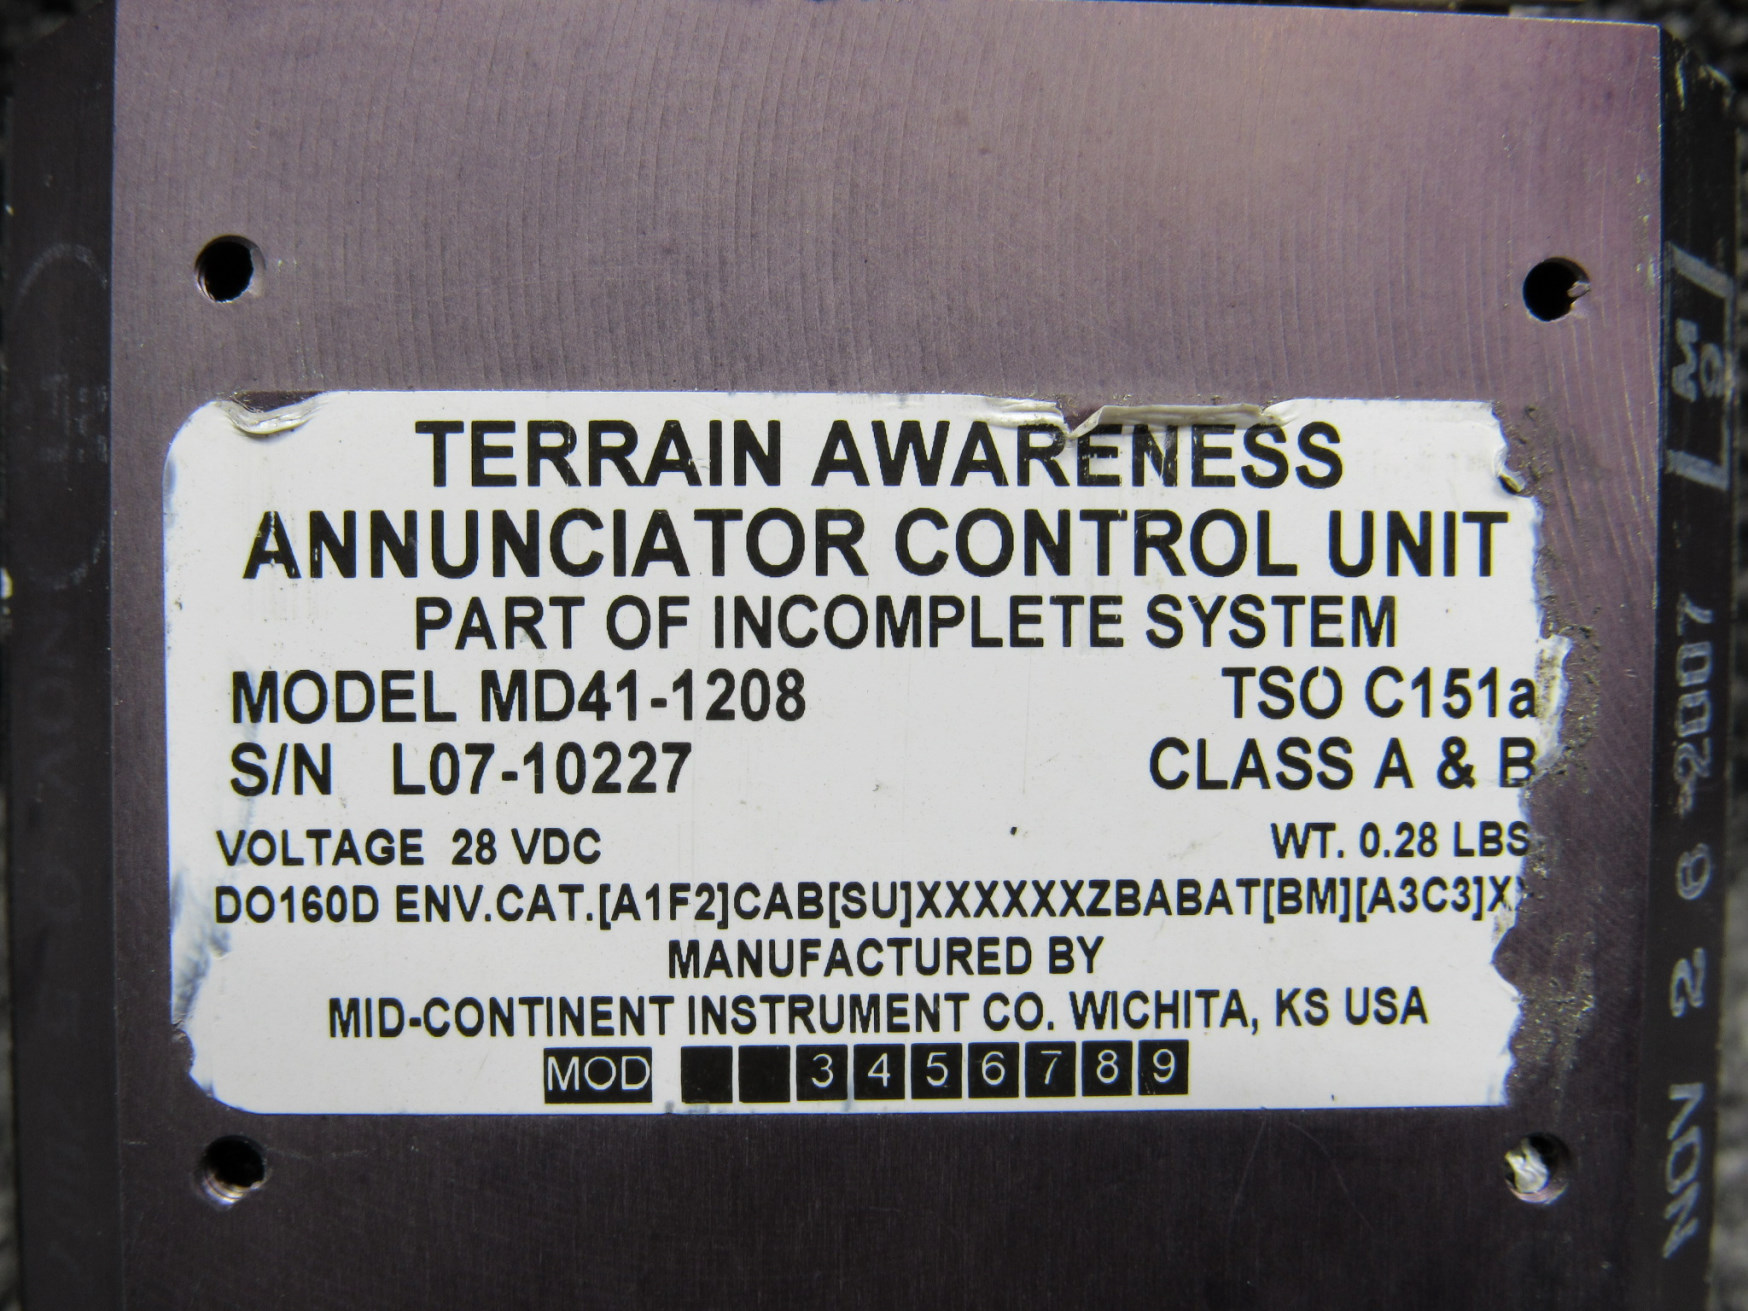 TERRAIN AWARENESS
ANNUNCIATOR CONTROL UNIT
PART OF INCOMPLETE SYSTEM
MODEL MD41-1208
TSO C151a
S/N L07-10227
CLASS A & B
VOLTAGE 28 VDC
WT. 0.28 LBS
DO160D ENV.CAT.[A1F2]CAB[SU]XXXXXXZBABAT[BM][A3C3]X
MANUFACTURED BY
MID-CONTINENT INSTRUMENT CO. WICHITA, KS USA
MOD 3 4 5 6 7 8 9
NOV 2 0 2007